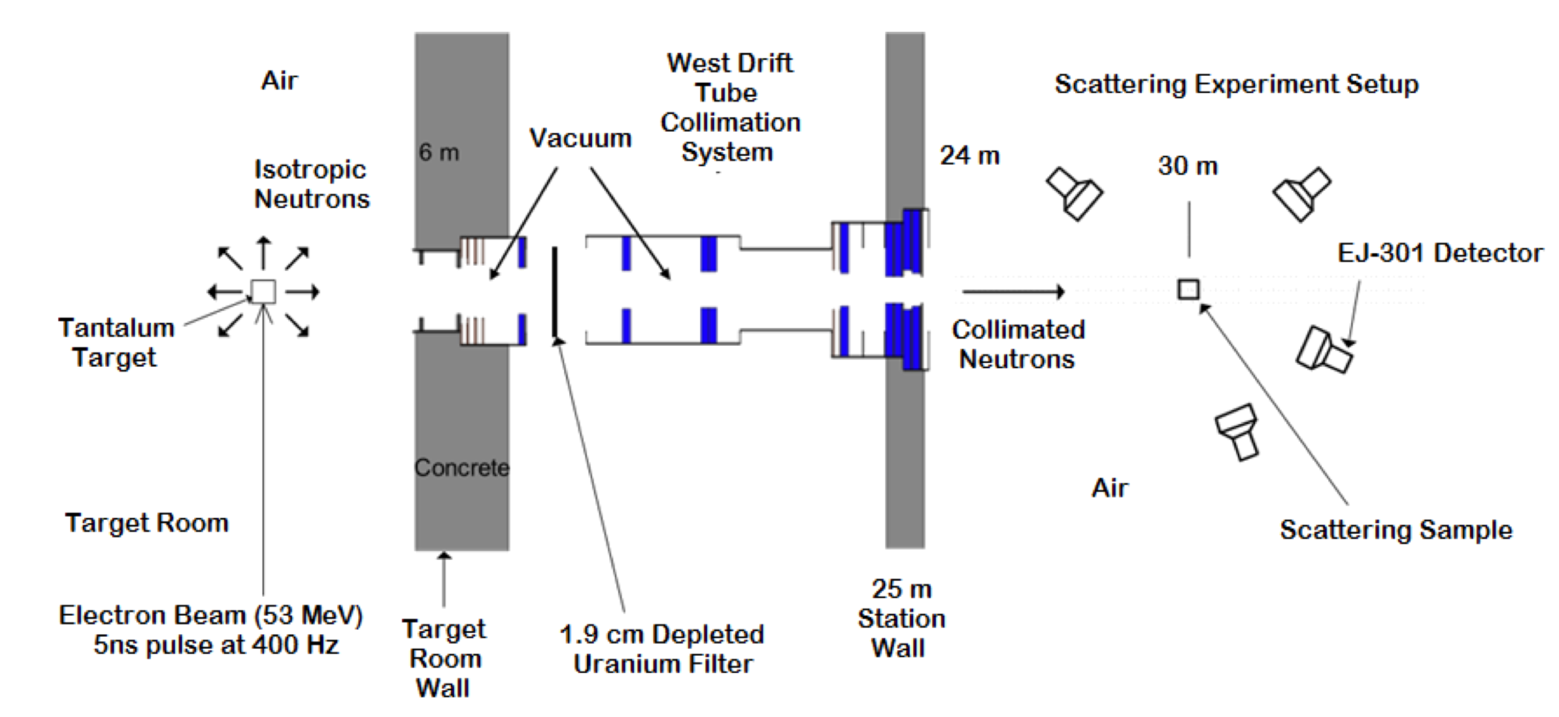 Air
Isotropic
Neutrons
Tantalum
Target
Target Room
Electron Beam (53 MeV)
5ns pulse at 400 Hz
6 m
Concrete
Target
Room
Wall
Vacuum
1.9 cm Depleted
Uranium Filter
West Drift
Tube
Collimation
System
24 m
25 m
Station
Wall
Collimated
Neutrons
Scattering Experiment Setup
30 m
EJ-301 Detector
Air
Scattering Sample